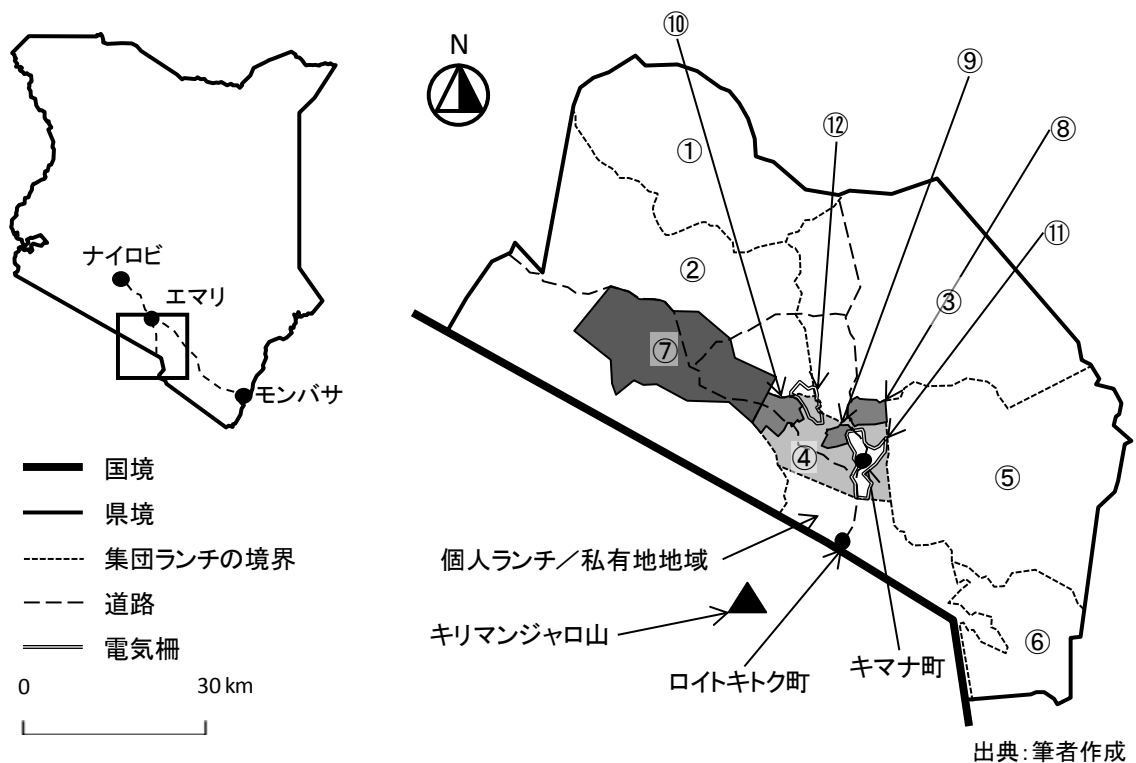 ナイロビ
エマリ
モンバサ
国境
県境
集団ランチの境界
道路
電気柵
0 30 km
N
⑩
⑨
⑫
⑧
①
⑪
②
③
⑦
④
⑤
⑥
個人ランチ／私有地地域
キリマンジャロ山
ロイトキトク町
キマナ町
出典：筆者作成